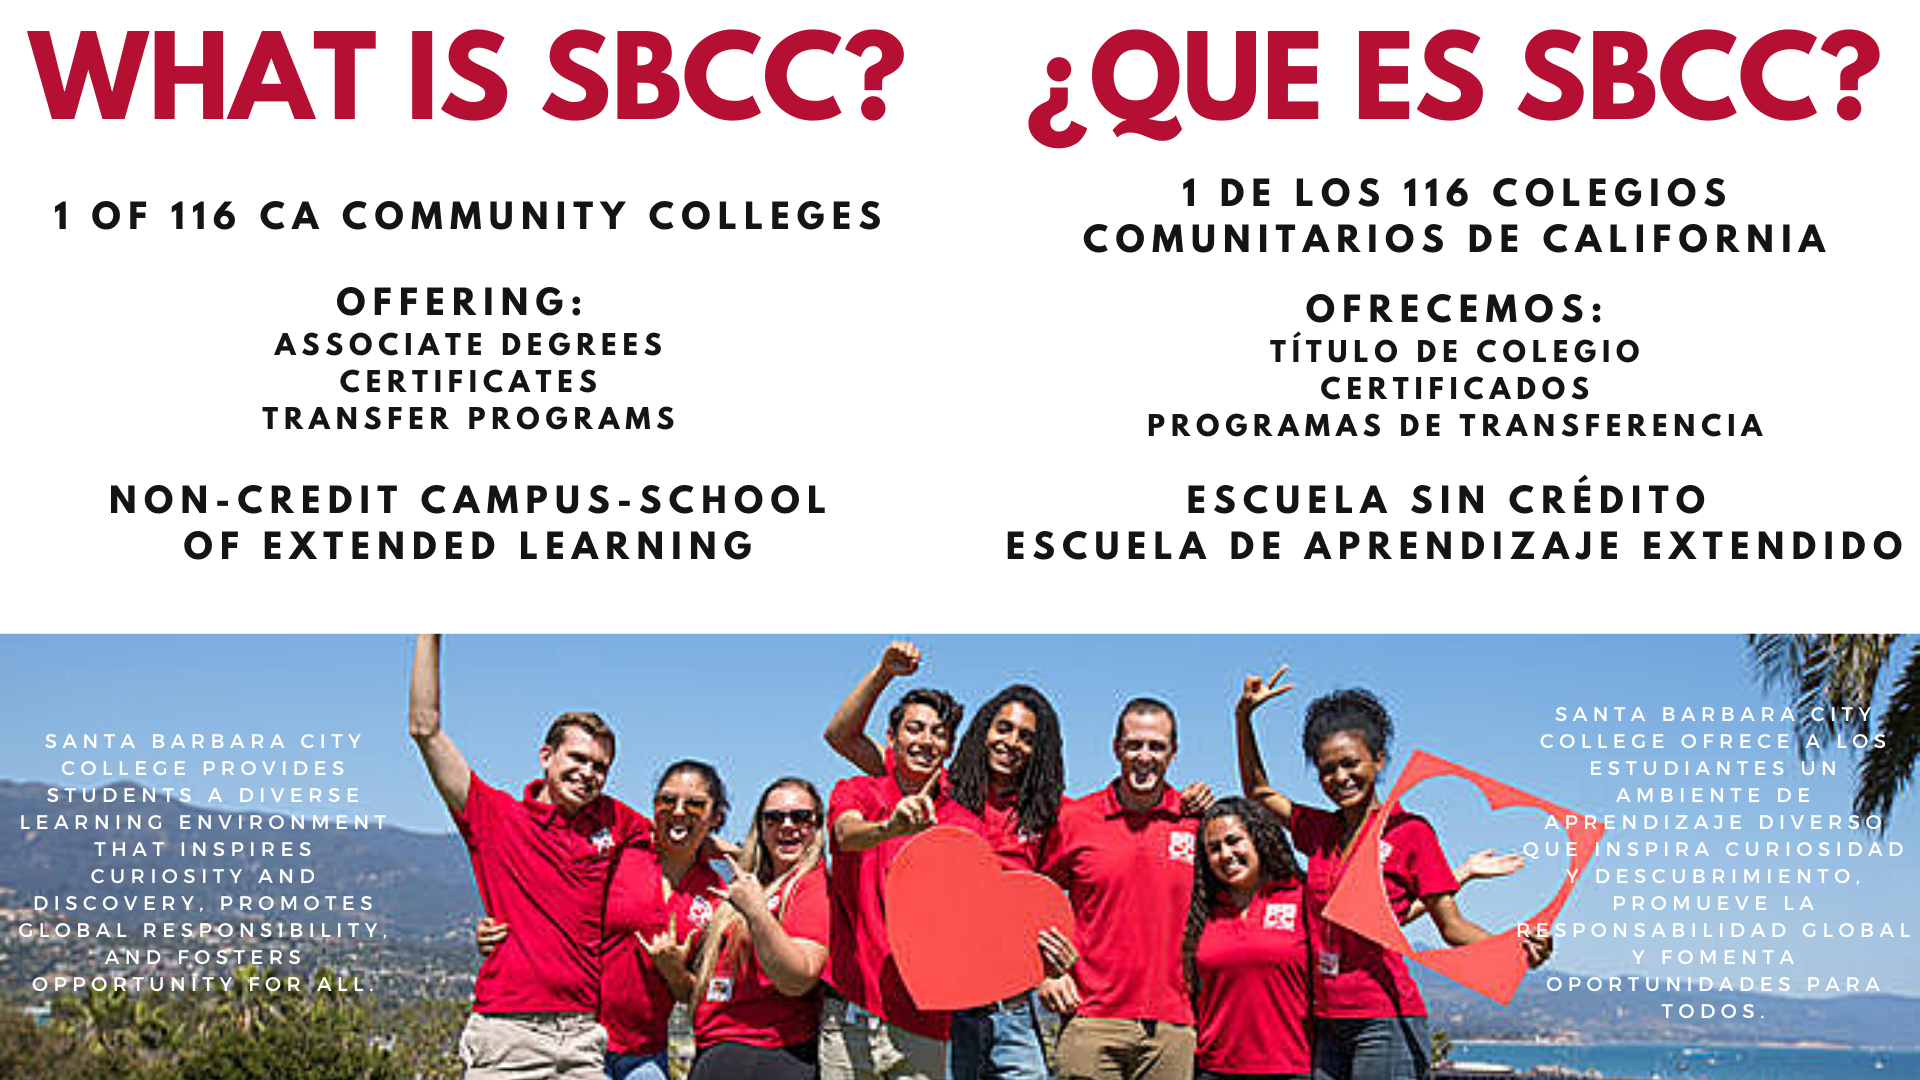 WHAT IS SBCC?
1 OF 116 CA COMMUNITY COLLEGES
OFFERING:
ASSOCIATE DEGREES
CERTIFICATES
TRANSFER PROGRAMS
NON-CREDIT CAMPUS-SCHOOL
OF EXTENDED LEARNING
¿QUE ES SBCC?
1 DE LOS 116 COLEGIOS
COMUNITARIOS DE CALIFORNIA
OFRECEMOS:
TÍTULO DE COLEGIO
CERTIFICADOS
PROGRAMAS DE TRANSFERENCIA
ESCUELA SIN CRÉDITO
ESCUELA DE APRENDIZAJE EXTENDIDO
SANTA BARBARA CITY
COLLEGE PROVIDES
STUDENTS A DIVERSE
LEARNING ENVIRONMENT
THAT INSPIRES
CURIOSITY AND
DISCOVERY, PROMOTES
GLOBAL RESPONSIBILITY,
AND FOSTERS
OPPORTUNITY FOR ALL.
SANTA BARBARA CITY
COLLEGE OFRECE A LOS
ESTUDIANTES UN
AMBIENTE DE
APRENDIZAJE DIVERSO
QUE INSPIRA CURIOSIDAD
Y DESCUBRIMIENTO,
PROMUEVE LA
RESPONSABILIDAD GLOBAL
Y FOMENTA
OPORTUNIDADES PARA
TODOS.